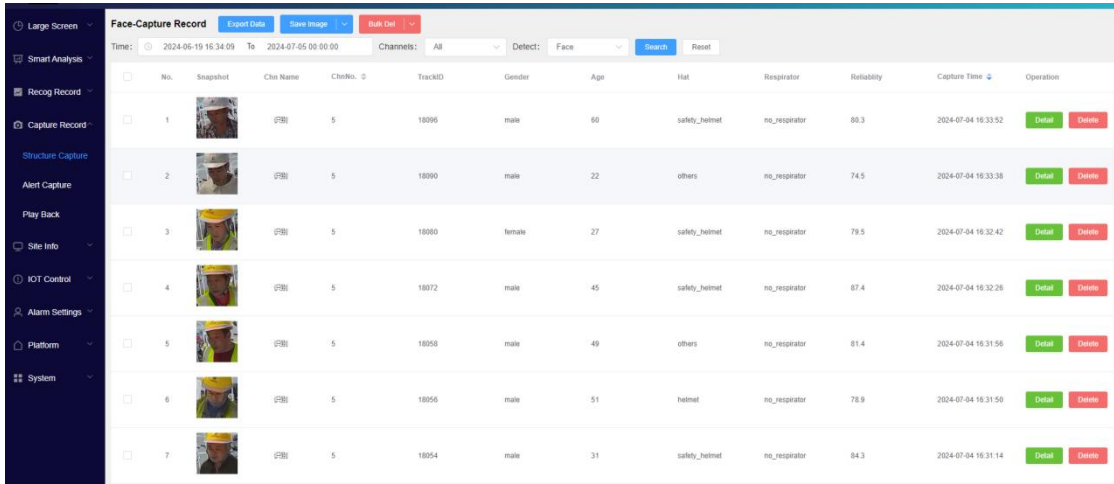 Large Screen
Smart Analysis
Recog Record
Capture Record
Structure Capture
Alert Capture
Play Back
Site Info
IOT Control
Alarm Settings
Platform
System
Face-Capture Record Export Data Save Image Bulk Del
Time: 2024-06-19 16:34:09 To 2024-07-05 00:00:00 Channels: All Detect: Face Search Reset
No. Snapshot Chn Name ChnNo. TrackID Gender Age Hat Respirator Reliablity Capture Time Operation
1 5 18096 male 60 safety_helmet no_respirator 80.3 2024-07-04 16:33:52 Detail Delete
2 5 18090 male 22 others no_respirator 74.5 2024-07-04 16:33:38 Detail Delete
3 5 18080 female 27 safety_helmet no_respirator 79.5 2024-07-04 16:32:42 Detail Delete
4 5 18072 male 45 safety_helmet no_respirator 87.4 2024-07-04 16:32:26 Detail Delete
5 5 18058 male 49 others no_respirator 81.4 2024-07-04 16:31:56 Detail Delete
6 5 18056 male 51 helmet no_respirator 78.9 2024-07-04 16:31:50 Detail Delete
7 5 18054 male 31 safety_helmet no_respirator 84.3 2024-07-04 16:31:14 Detail Delete